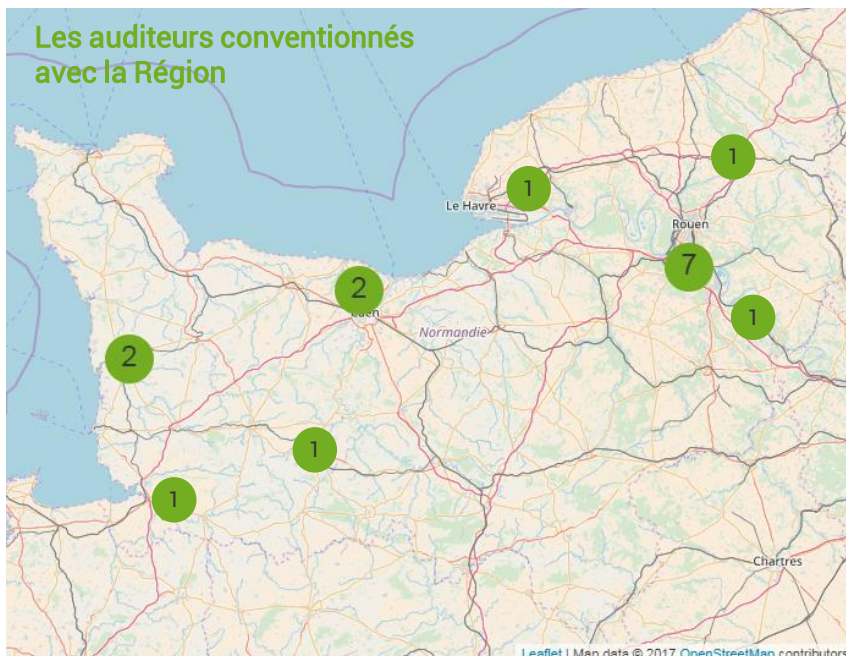 Les auditeurs conventionnés
avec la Région
1
1
Le Havre
Rouen
7
2
Caen
1
Normandie
2
1
1
Chartres
Leaflet | Map data © 2017 OpenStreetMap contributors